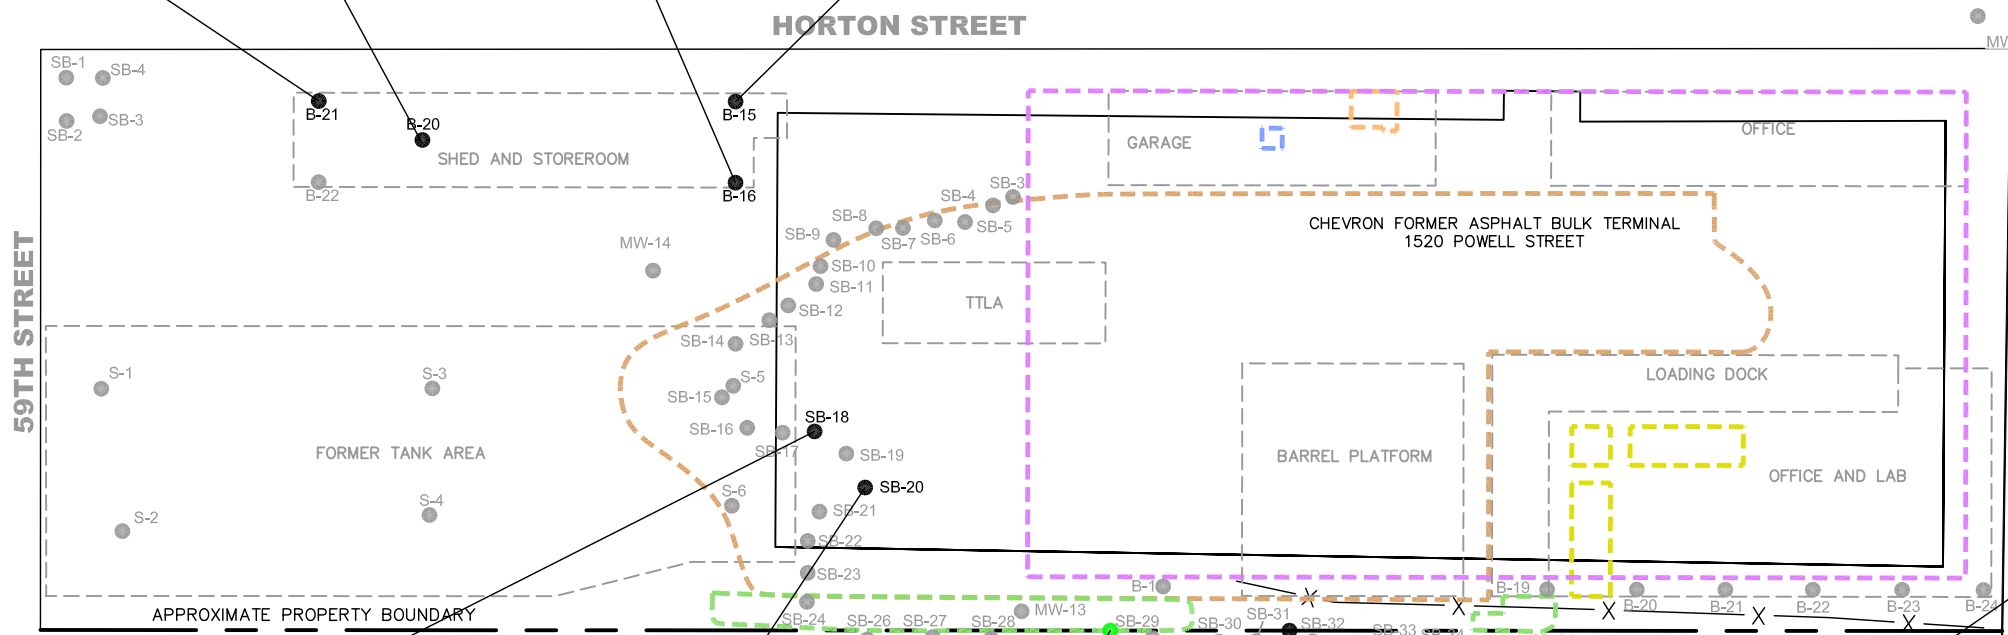 HORTON STREET
MW
SB-1
SB-4
SB-2
SB-3
B-21
B-20
B-15
SHED AND STOREROOM
B-22
B-16
GARAGE
OFFICE
SB-3
SB-4
SB-5
SB-6
SB-7
SB-8
SB-9
SB-10
SB-11
SB-12
SB-13
SB-14
MW-14
CHEVRON FORMER ASPHALT BULK TERMINAL
1520 POWELL STREET
TTLA
59TH STREET
S-1
S-3
S-5
SB-15
SB-16
SB-17
SB-18
SB-19
SB-20
LOADING DOCK
FORMER TANK AREA
BARREL PLATFORM
OFFICE AND LAB
S-2
S-4
S-6
SB-21
SB-22
SB-23
SB-24
APPROXIMATE PROPERTY BOUNDARY
MW-13
B-1
X
X
X
X
X
B-19
B-20
B-21
B-22
B-23
B-24
SB-26
SB-27
SB-28
SB-29
SB-30
SB-31
SB-32
SB-33